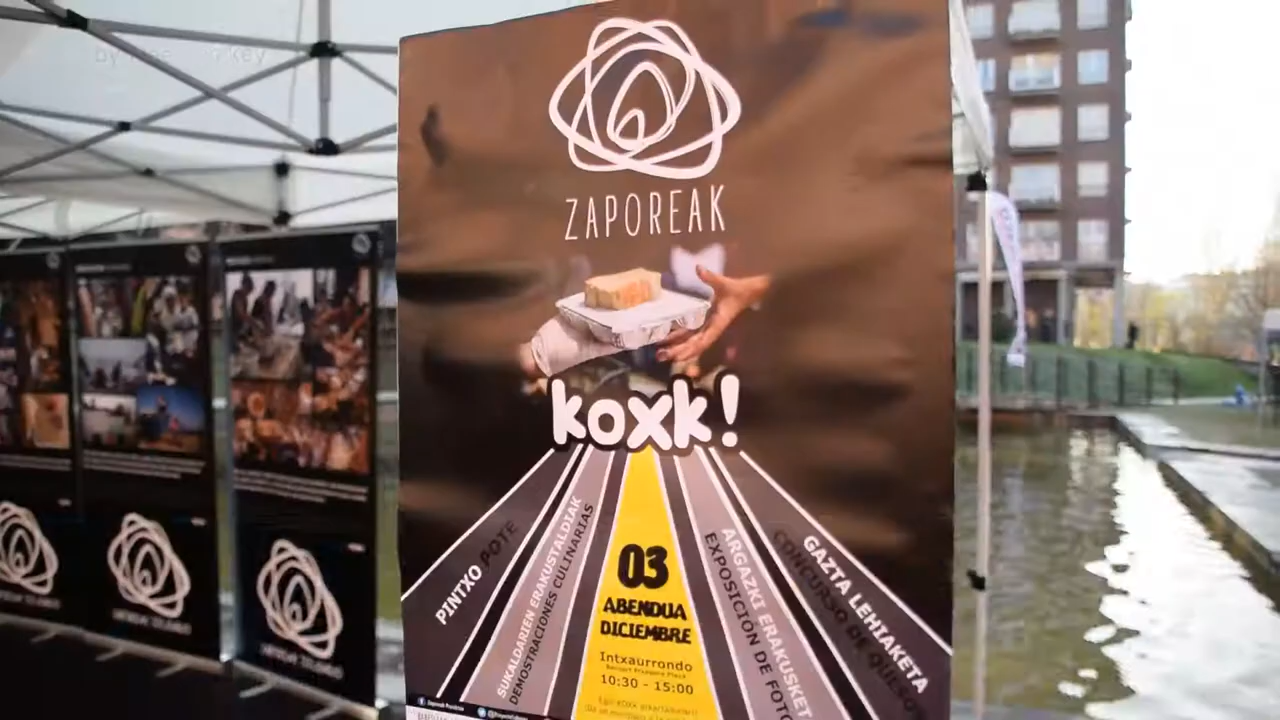 ZAPOREAK
koxk!
PINTXO POTE
SUKALDARIEN ERAKUSTALDIAK
DEMOSTRACIONES CULINARIAS
03
ABENDUA
DICIEMBRE
Intxaurrondo
10:30 - 15:00
ARGAZKI ERAKUSKET
EXPOSICIÓN DE FOTO
GAZTA LEHIAKETA
CONCURSO DE QUESO